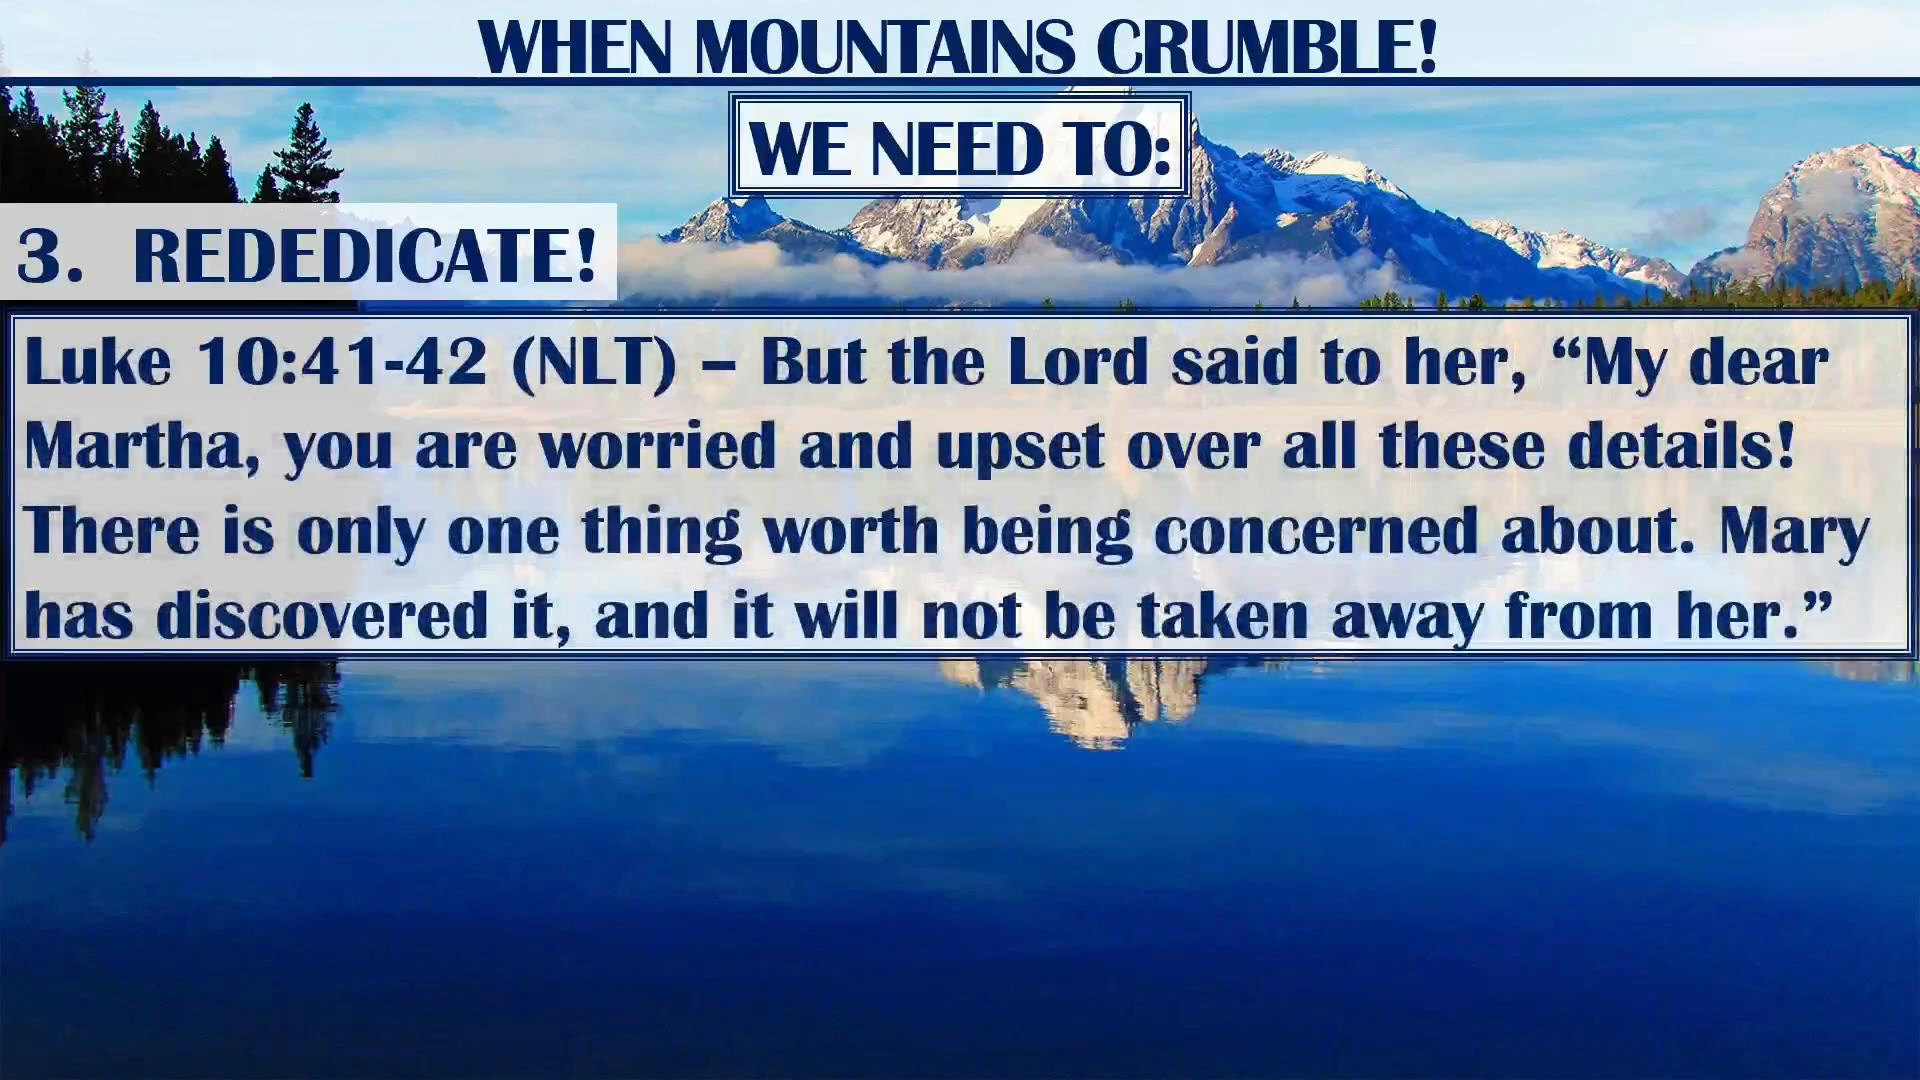 WHEN MOUNTAINS CRUMBLE!
WE NEED TO:
3. REDEDICATE!
Luke 10:41-42 (NLT) – But the Lord said to her, “My dear
Martha, you are worried and upset over all these details!
There is only one thing worth being concerned about. Mary
has discovered it, and it will not be taken away from her.”